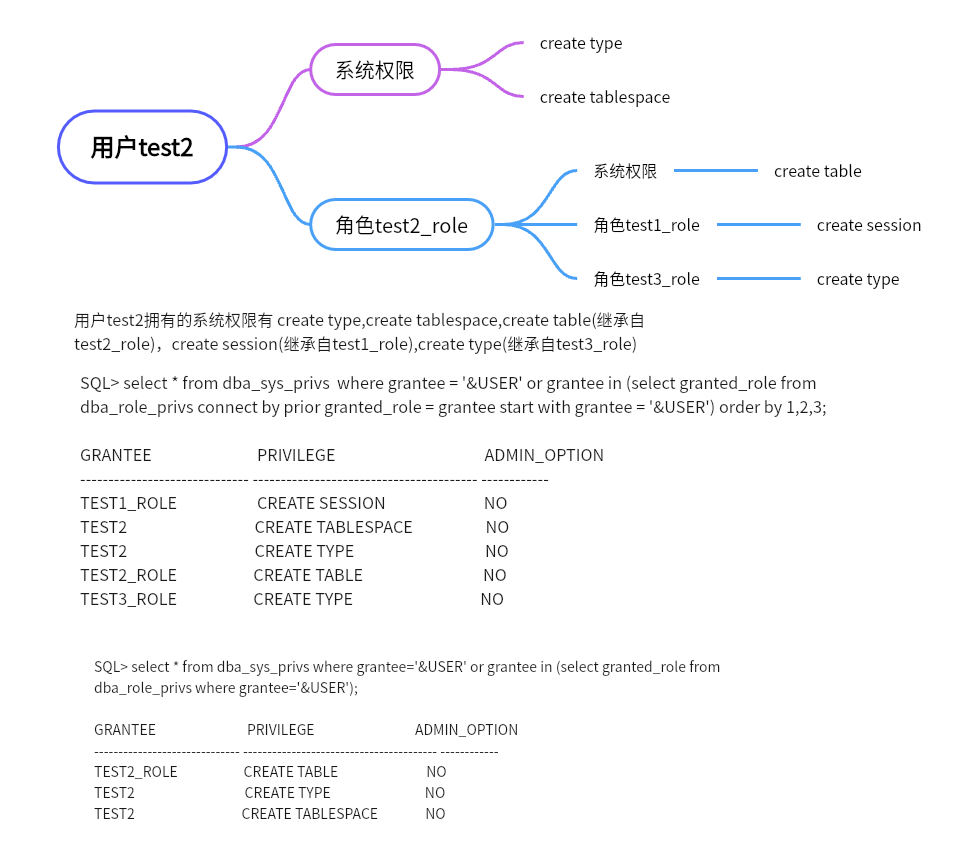 create type
系统权限
create tablespace
用户test2
系统权限
create table
角色test2_role
角色test1_role
create session
角色test3_role
create type
用户test2拥有的系统权限有 create type,create tablespace,create table(继承自
test2_role)，create session(继承自test1_role),create type(继承自test3_role)
SQL> select * from dba_sys_privs  where grantee = '&USER' or grantee in (select granted_role from
dba_role_privs connect by prior granted_role = grantee start with grantee = '&USER') order by 1,2,3;
GRANTEE PRIVILEGE ADMIN_OPTION
------------------------------ ---------------------------------------- ------------
TEST1_ROLE CREATE SESSION NO
TEST2 CREATE TABLESPACE NO
TEST2 CREATE TYPE NO
TEST2_ROLE CREATE TABLE NO
TEST3_ROLE CREATE TYPE NO
SQL> select * from dba_sys_privs where grantee='&USER' or grantee in (select granted_role from
dba_role_privs where grantee='&USER');
GRANTEE PRIVILEGE ADMIN_OPTION
------------------------------ ---------------------------------------- ------------
TEST2_ROLE CREATE TABLE NO
TEST2 CREATE TYPE NO
TEST2 CREATE TABLESPACE NO